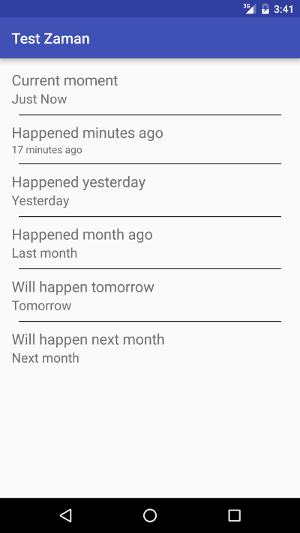 3G 3:41
Test Zaman
Current moment
Just Now
Happened minutes ago
17 minutes ago
Happened yesterday
Yesterday
Happened month ago
Last month
Will happen tomorrow
Tomorrow
Will happen next month
Next month